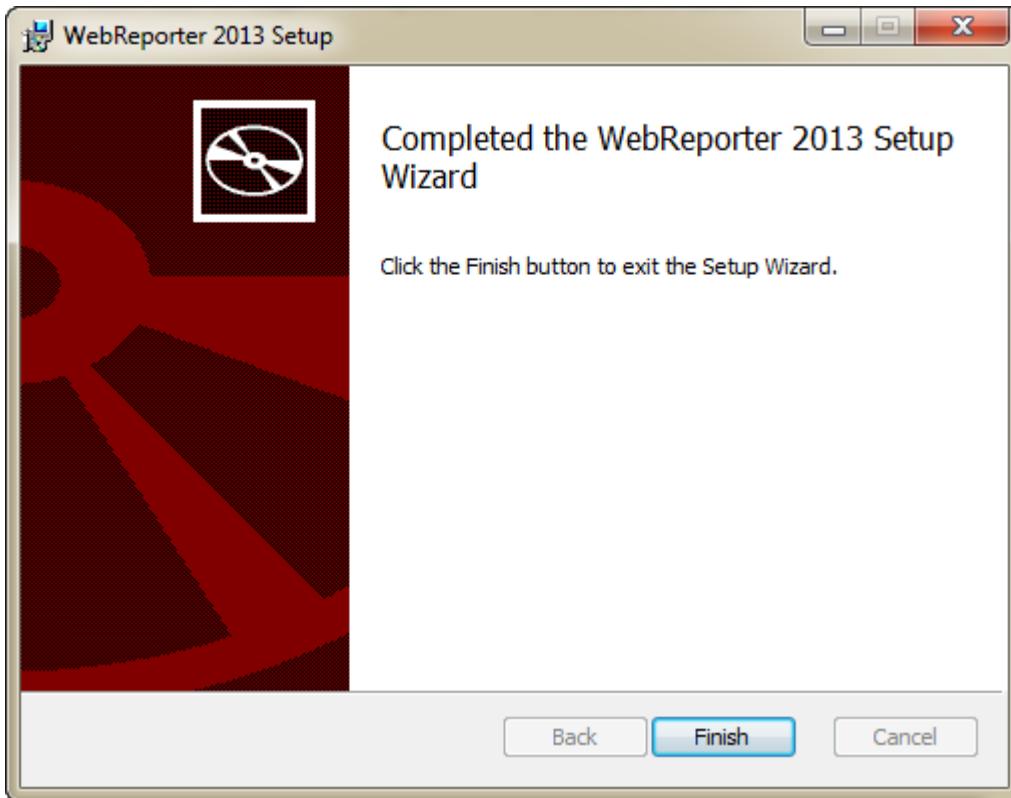 WebReporter 2013 Setup
Completed the WebReporter 2013 Setup
Wizard
Click the Finish button to exit the Setup Wizard.
Back
Finish
Cancel